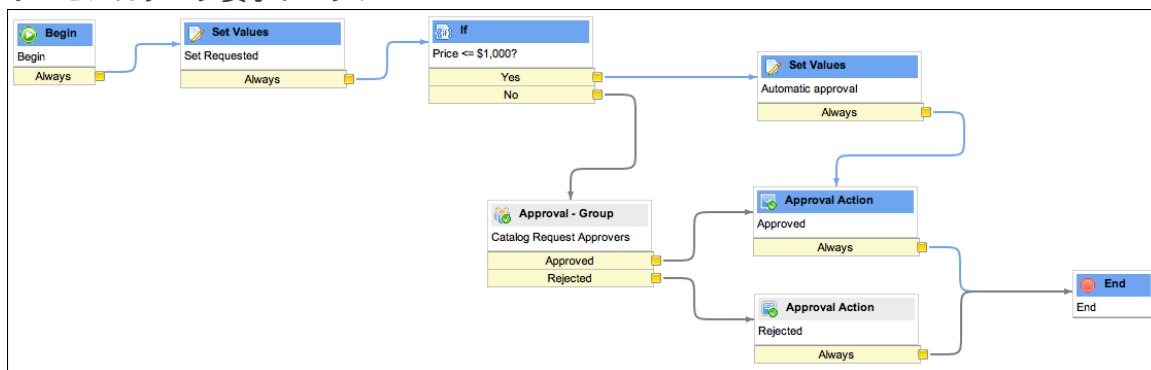 Begin
Begin
Always
Set Values
Set Requested
Always
If
Price <= $1,000?
Yes
No
Set Values
Automatic approval
Always
Approval - Group
Catalog Request Approvers
Approved
Rejected
Approval Action
Approved
Always
Approval Action
Rejected
Always
End
End